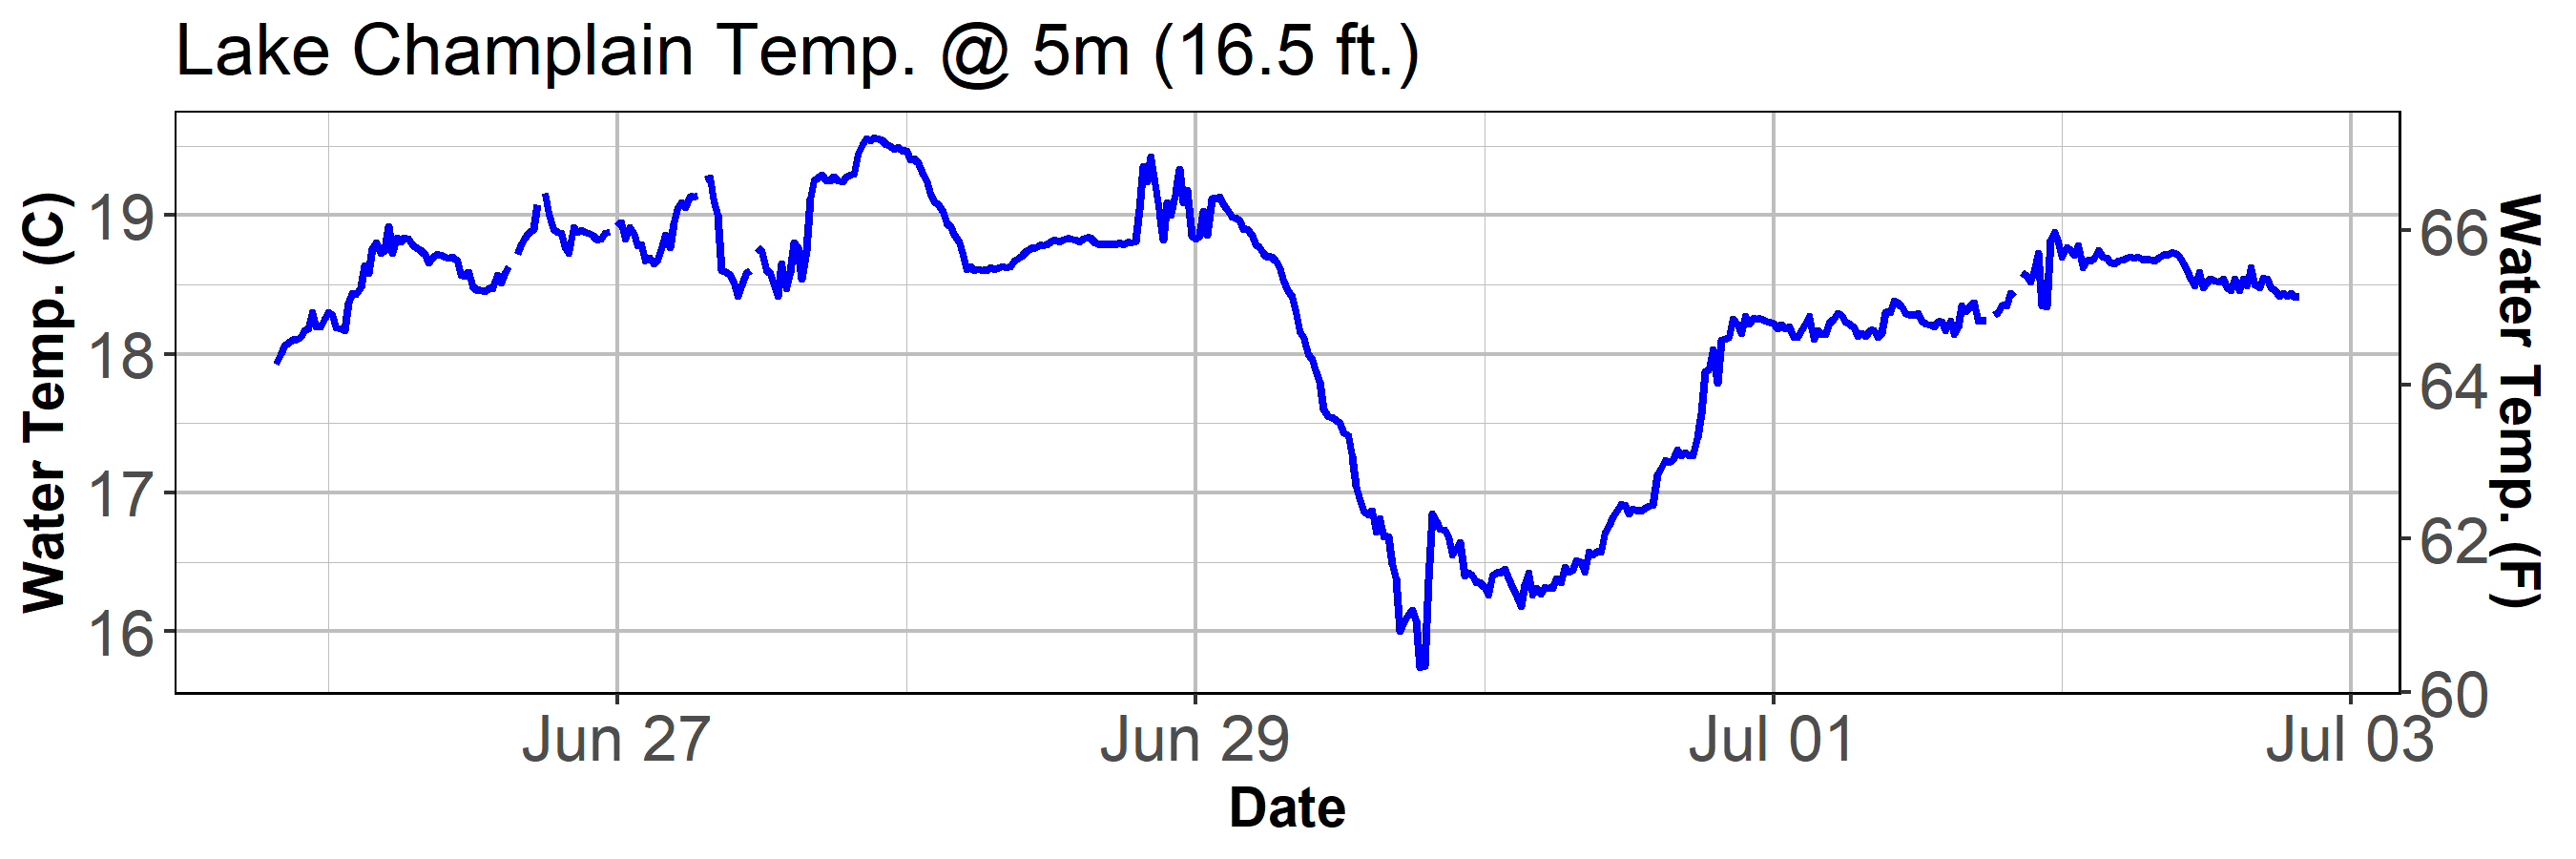 Lake Champlain Temp. @ 5m (16.5 ft.)
Water Temp. (C)
19
18
17
16
66
64
62
60
Water Temp. (F)
Jun 27
Jun 29
Jul 01
Jul 03
Date